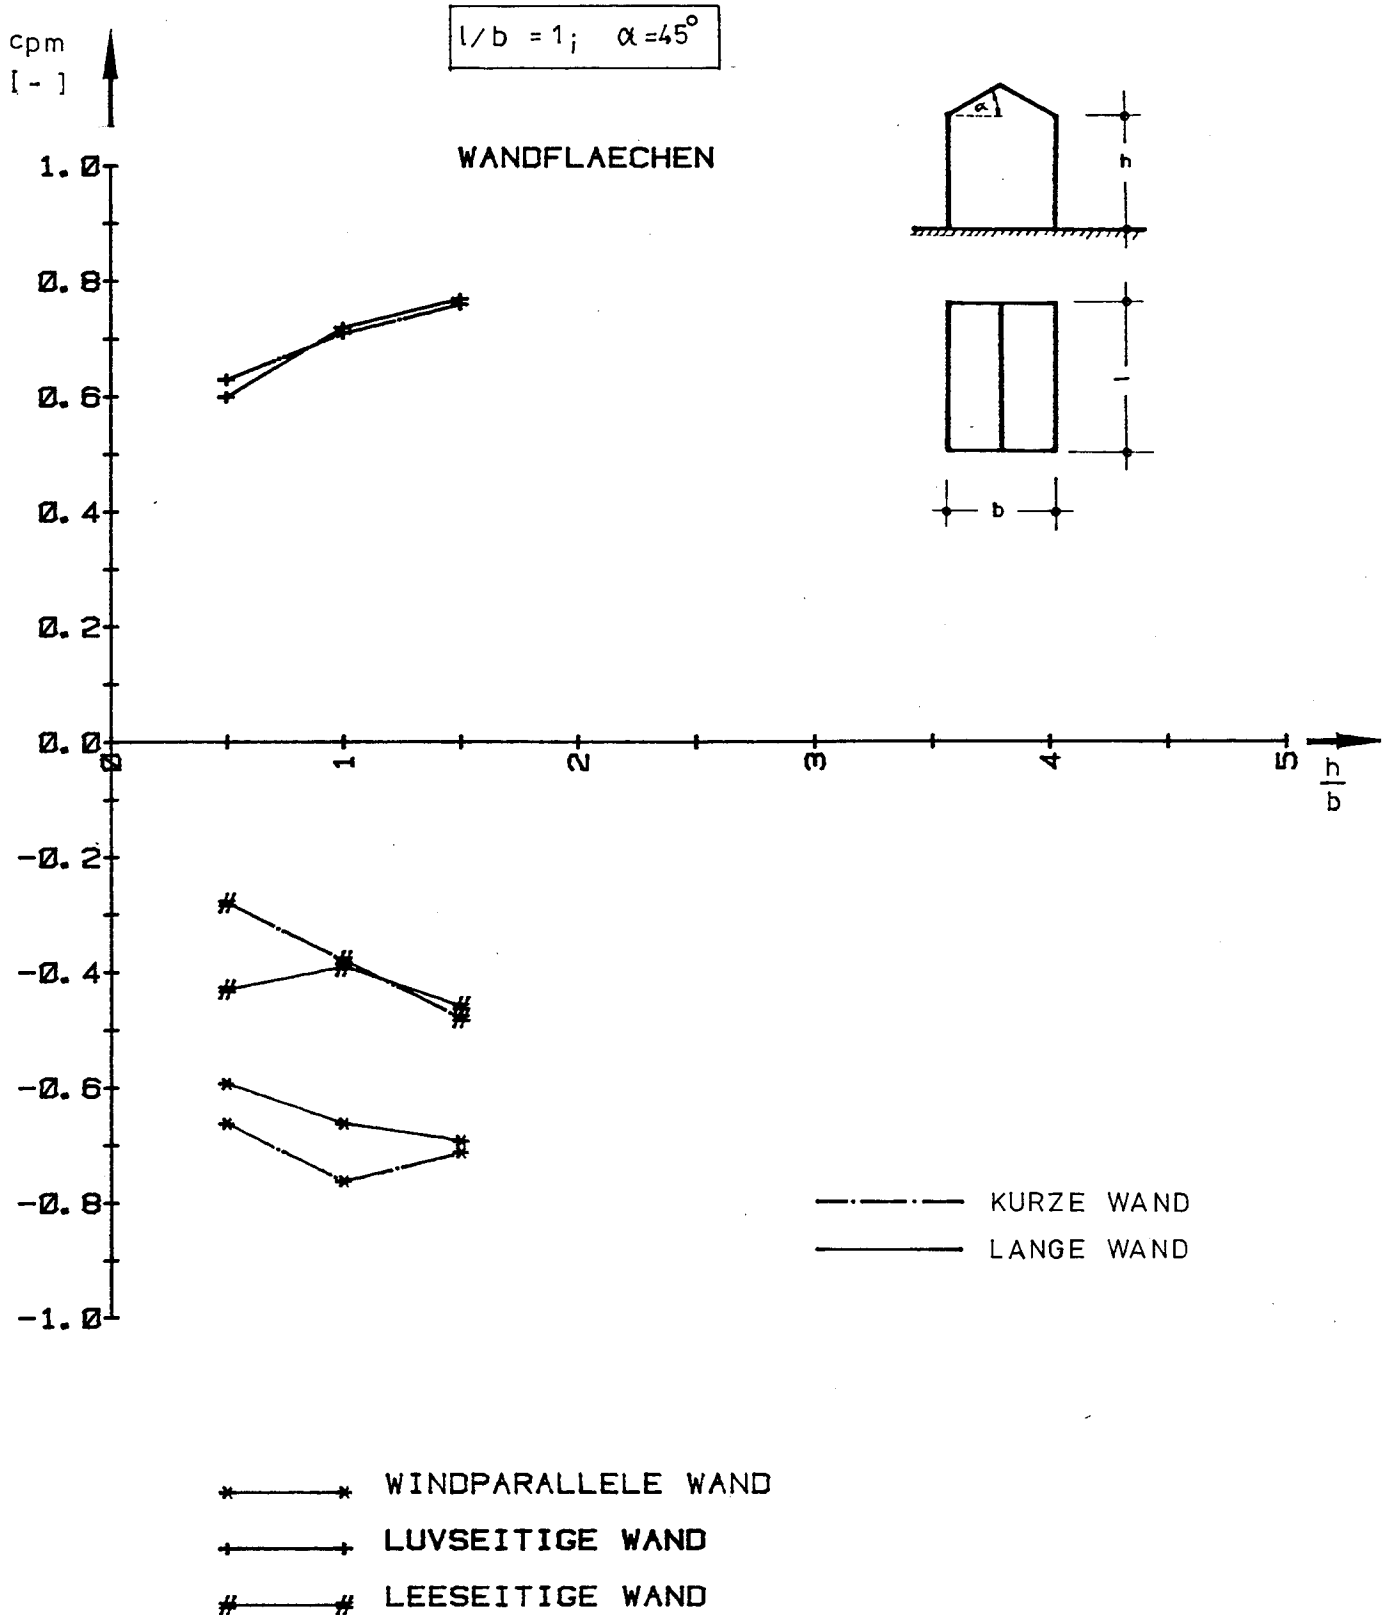 l/b = 1; α=45°
cpm
[ - ]
WANDFLAECHEN
α
h
l
b
1.0
0.8
0.6
0.4
0.2
0.0
-0.2
-0.4
-0.6
-0.8
-1.0
0 1 2 3 4 5
h
b
KURZE WAND
LANGE WAND
WINDPARALLELE WAND
LUVSEITIGE WAND
LEESEITIGE WAND